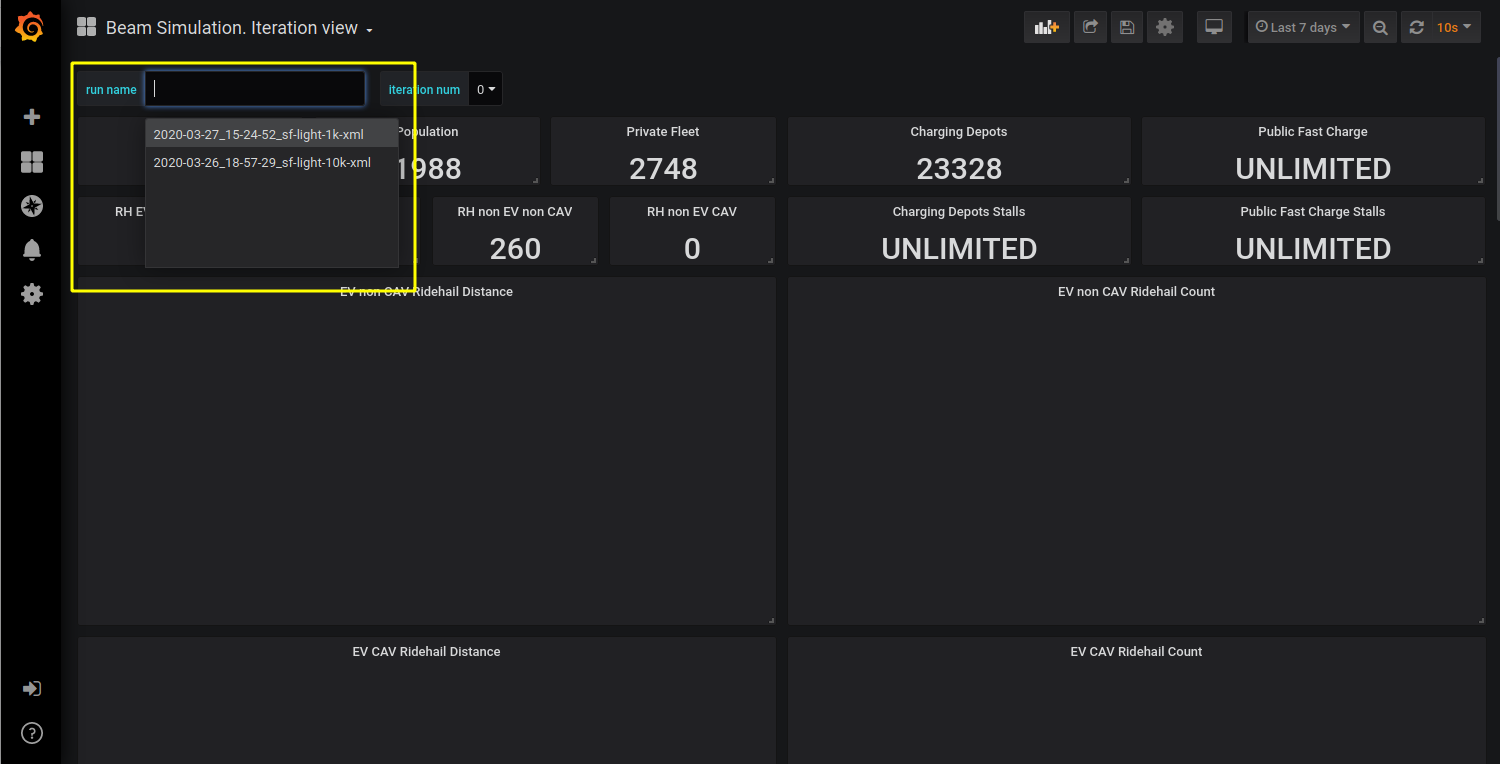 Beam Simulation. Iteration view
Last 7 days
10s
run name
iteration num
0
2020-03-27_15-24-52_sf-light-1k-xml
2020-03-26_18-57-29_sf-light-10k-xml
Population
1988
Private Fleet
2748
Charging Depots
23328
Public Fast Charge
UNLIMITED
RH
RH non EV non CAV
260
RH non EV CAV
0
Charging Depots Stalls
UNLIMITED
Public Fast Charge Stalls
UNLIMITED
EV non CAV Ridehail Distance
EV non CAV Ridehail Count
EV CAV Ridehail Distance
EV CAV Ridehail Count
?